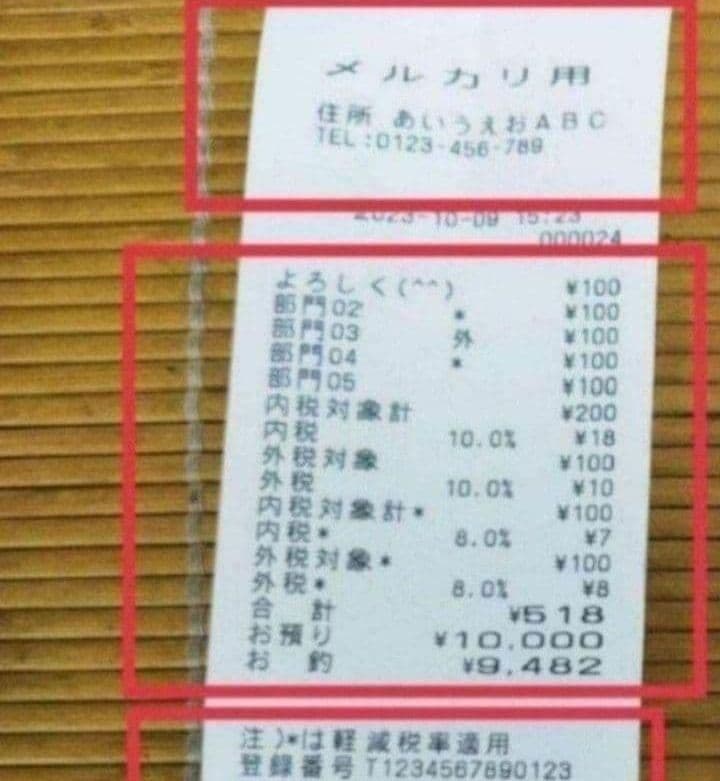 メルカリ用
住所 あいうえおABC
TEL:0123-456-789
2023-10-09 15:23
000024
よろしく(^^) ¥100
部門02 * ¥100
部門03 外 ¥100
部門04 * ¥100
部門05 ¥100
内税対象計 ¥200
内税 10.0% ¥18
外税対象 ¥100
外税 10.0% ¥10
内税対象計* ¥100
内税* 8.0% ¥7
外税対象* ¥100
外税* 8.0% ¥8
合計 ¥518
お預り ¥10,000
お釣 ¥9,482
注)*は軽減税率適用
登録番号 T1234567890123